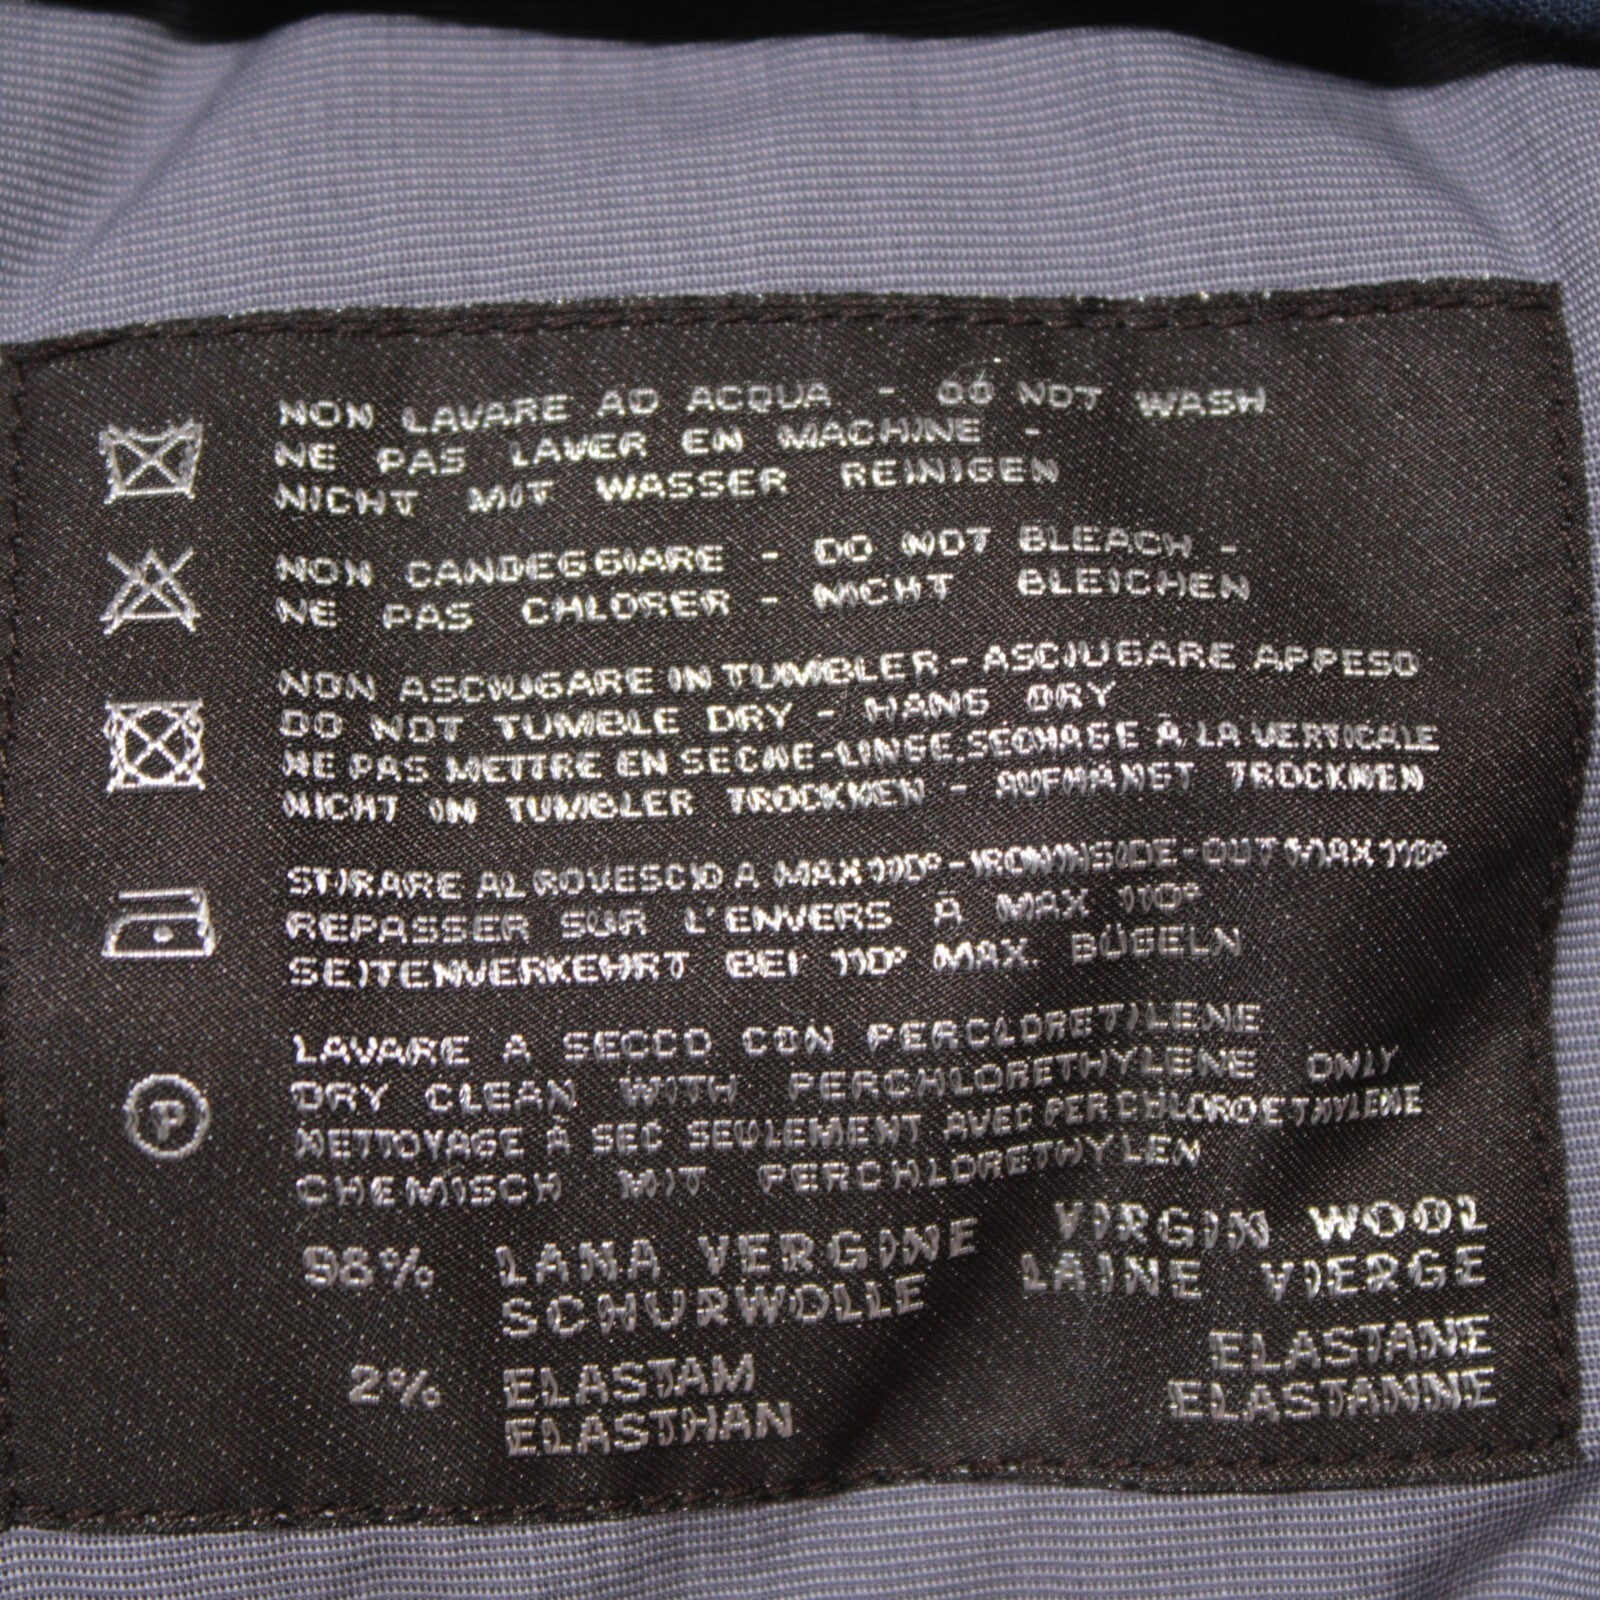 NON LAVARE AD ACQUA - DO NOT WASH
NE PAS LAVER EN MACHINE -
NICHT MIT WASSER REINIGEN
NON CANDEGGIARE - DO NOT BLEACH -
NE PAS CHLORER - NICHT BLEICHEN
NON ASCIUGARE IN TUMBLER - ASCIUGARE APPESO
DO NOT TUMBLE DRY - HANG DRY
NE PAS METTRE EN SECHE-LINGE, SECHAGE À LA VERTICALE
NICHT IN TUMBLER TROCKNEN - AUFHÄNGT TROCKNEN
STIRARE AL ROVESCIO A MAX 110° - IRON INSIDE-OUT MAX 110°
REPASSER SUR L'ENVERS À MAX 110°
SEITENVERKEHRT BEI 110° MAX. BÜGELN
LAVARE A SECCO CON PERCLORETILENE
DRY CLEAN WITH PERCHLORETHYLENE ONLY
P
NETTOYAGE À SEC SEULEMENT AVEC PERCHLOROETHYLENE
CHEMISCH MIT PERCHLORETHYLEN
98% LANA VERGINE VIRGIN WOOL
SCHURWOLLE LAINE VIERGE
2% ELASTAM ELASTANE
ELASTHAN ELASTANNE